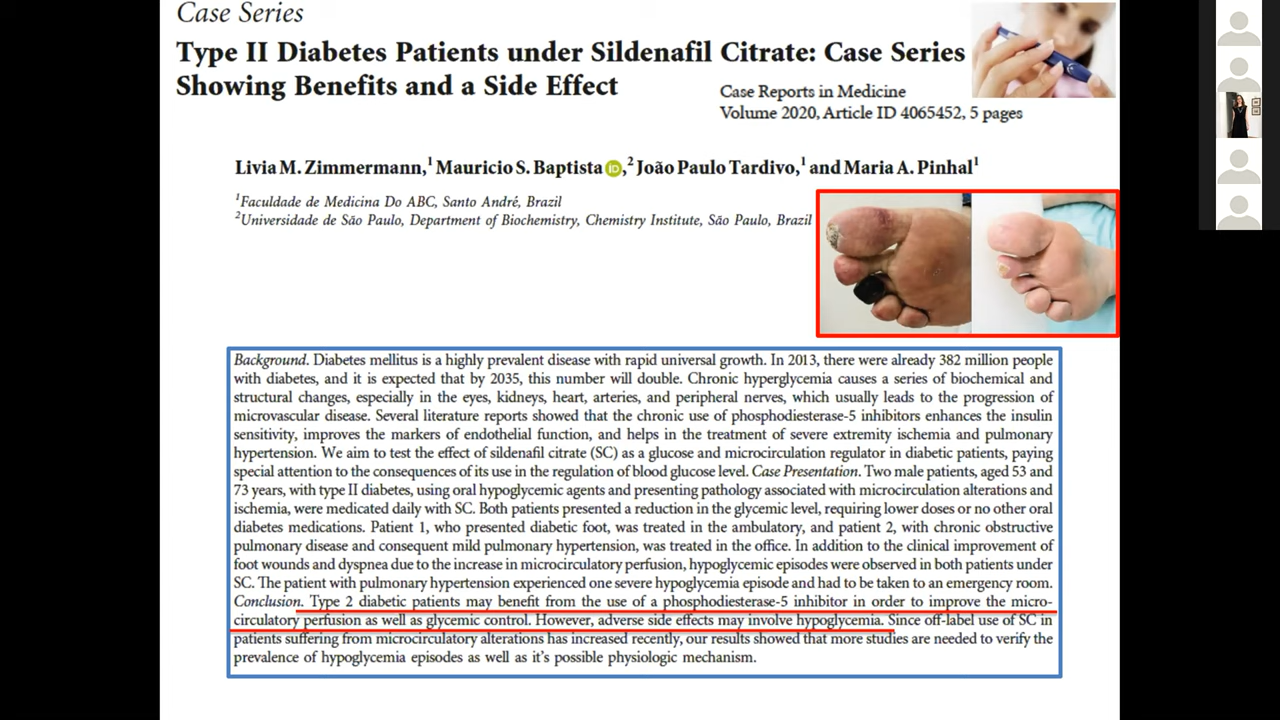 Case Series
Type II Diabetes Patients under Sildenafil Citrate: Case Series
Showing Benefits and a Side Effect
Case Reports in Medicine
Volume 2020, Article ID 4065452, 5 pages
Livia M. Zimmermann,1 Mauricio S. Baptista iD,2 João Paulo Tardivo,1 and Maria A. Pinhal1
1Faculdade de Medicina Do ABC, Santo André, Brazil
2Universidade de São Paulo, Department of Biochemistry, Chemistry Institute, São Paulo, Brazil
Background. Diabetes mellitus is a highly prevalent disease with rapid universal growth. In 2013, there were already 382 million people
with diabetes, and it is expected that by 2035, this number will double. Chronic hyperglycemia causes a series of biochemical and
structural changes, especially in the eyes, kidneys, heart, arteries, and peripheral nerves, which usually leads to the progression of
microvascular disease. Several literature reports showed that the chronic use of phosphodiesterase-5 inhibitors enhances the insulin
sensitivity, improves the markers of endothelial function, and helps in the treatment of severe extremity ischemia and pulmonary
hypertension. We aim to test the effect of sildenafil citrate (SC) as a glucose and microcirculation regulator in diabetic patients, paying
special attention to the consequences of its use in the regulation of blood glucose level. Case Presentation. Two male patients, aged 53 and
73 years, with type II diabetes, using oral hypoglycemic agents and presenting pathology associated with microcirculation alterations and
ischemia, were medicated daily with SC. Both patients presented a reduction in the glycemic level, requiring lower doses or no other oral
diabetes medications. Patient 1, who presented diabetic foot, was treated in the ambulatory, and patient 2, with chronic obstructive
pulmonary disease and consequent mild pulmonary hypertension, was treated in the office. In addition to the clinical improvement of
foot wounds and dyspnea due to the increase in microcirculatory perfusion, hypoglycemic episodes were observed in both patients under
SC. The patient with pulmonary hypertension experienced one severe hypoglycemia episode and had to be taken to an emergency room.
Conclusion. Type 2 diabetic patients may benefit from the use of a phosphodiesterase-5 inhibitor in order to improve the micro-
circulatory perfusion as well as glycemic control. However, adverse side effects may involve hypoglycemia. Since off-label use of SC in
patients suffering from microcirculatory alterations has increased recently, our results showed that more studies are needed to verify the
prevalence of hypoglycemia episodes as well as it's possible physiologic mechanism.